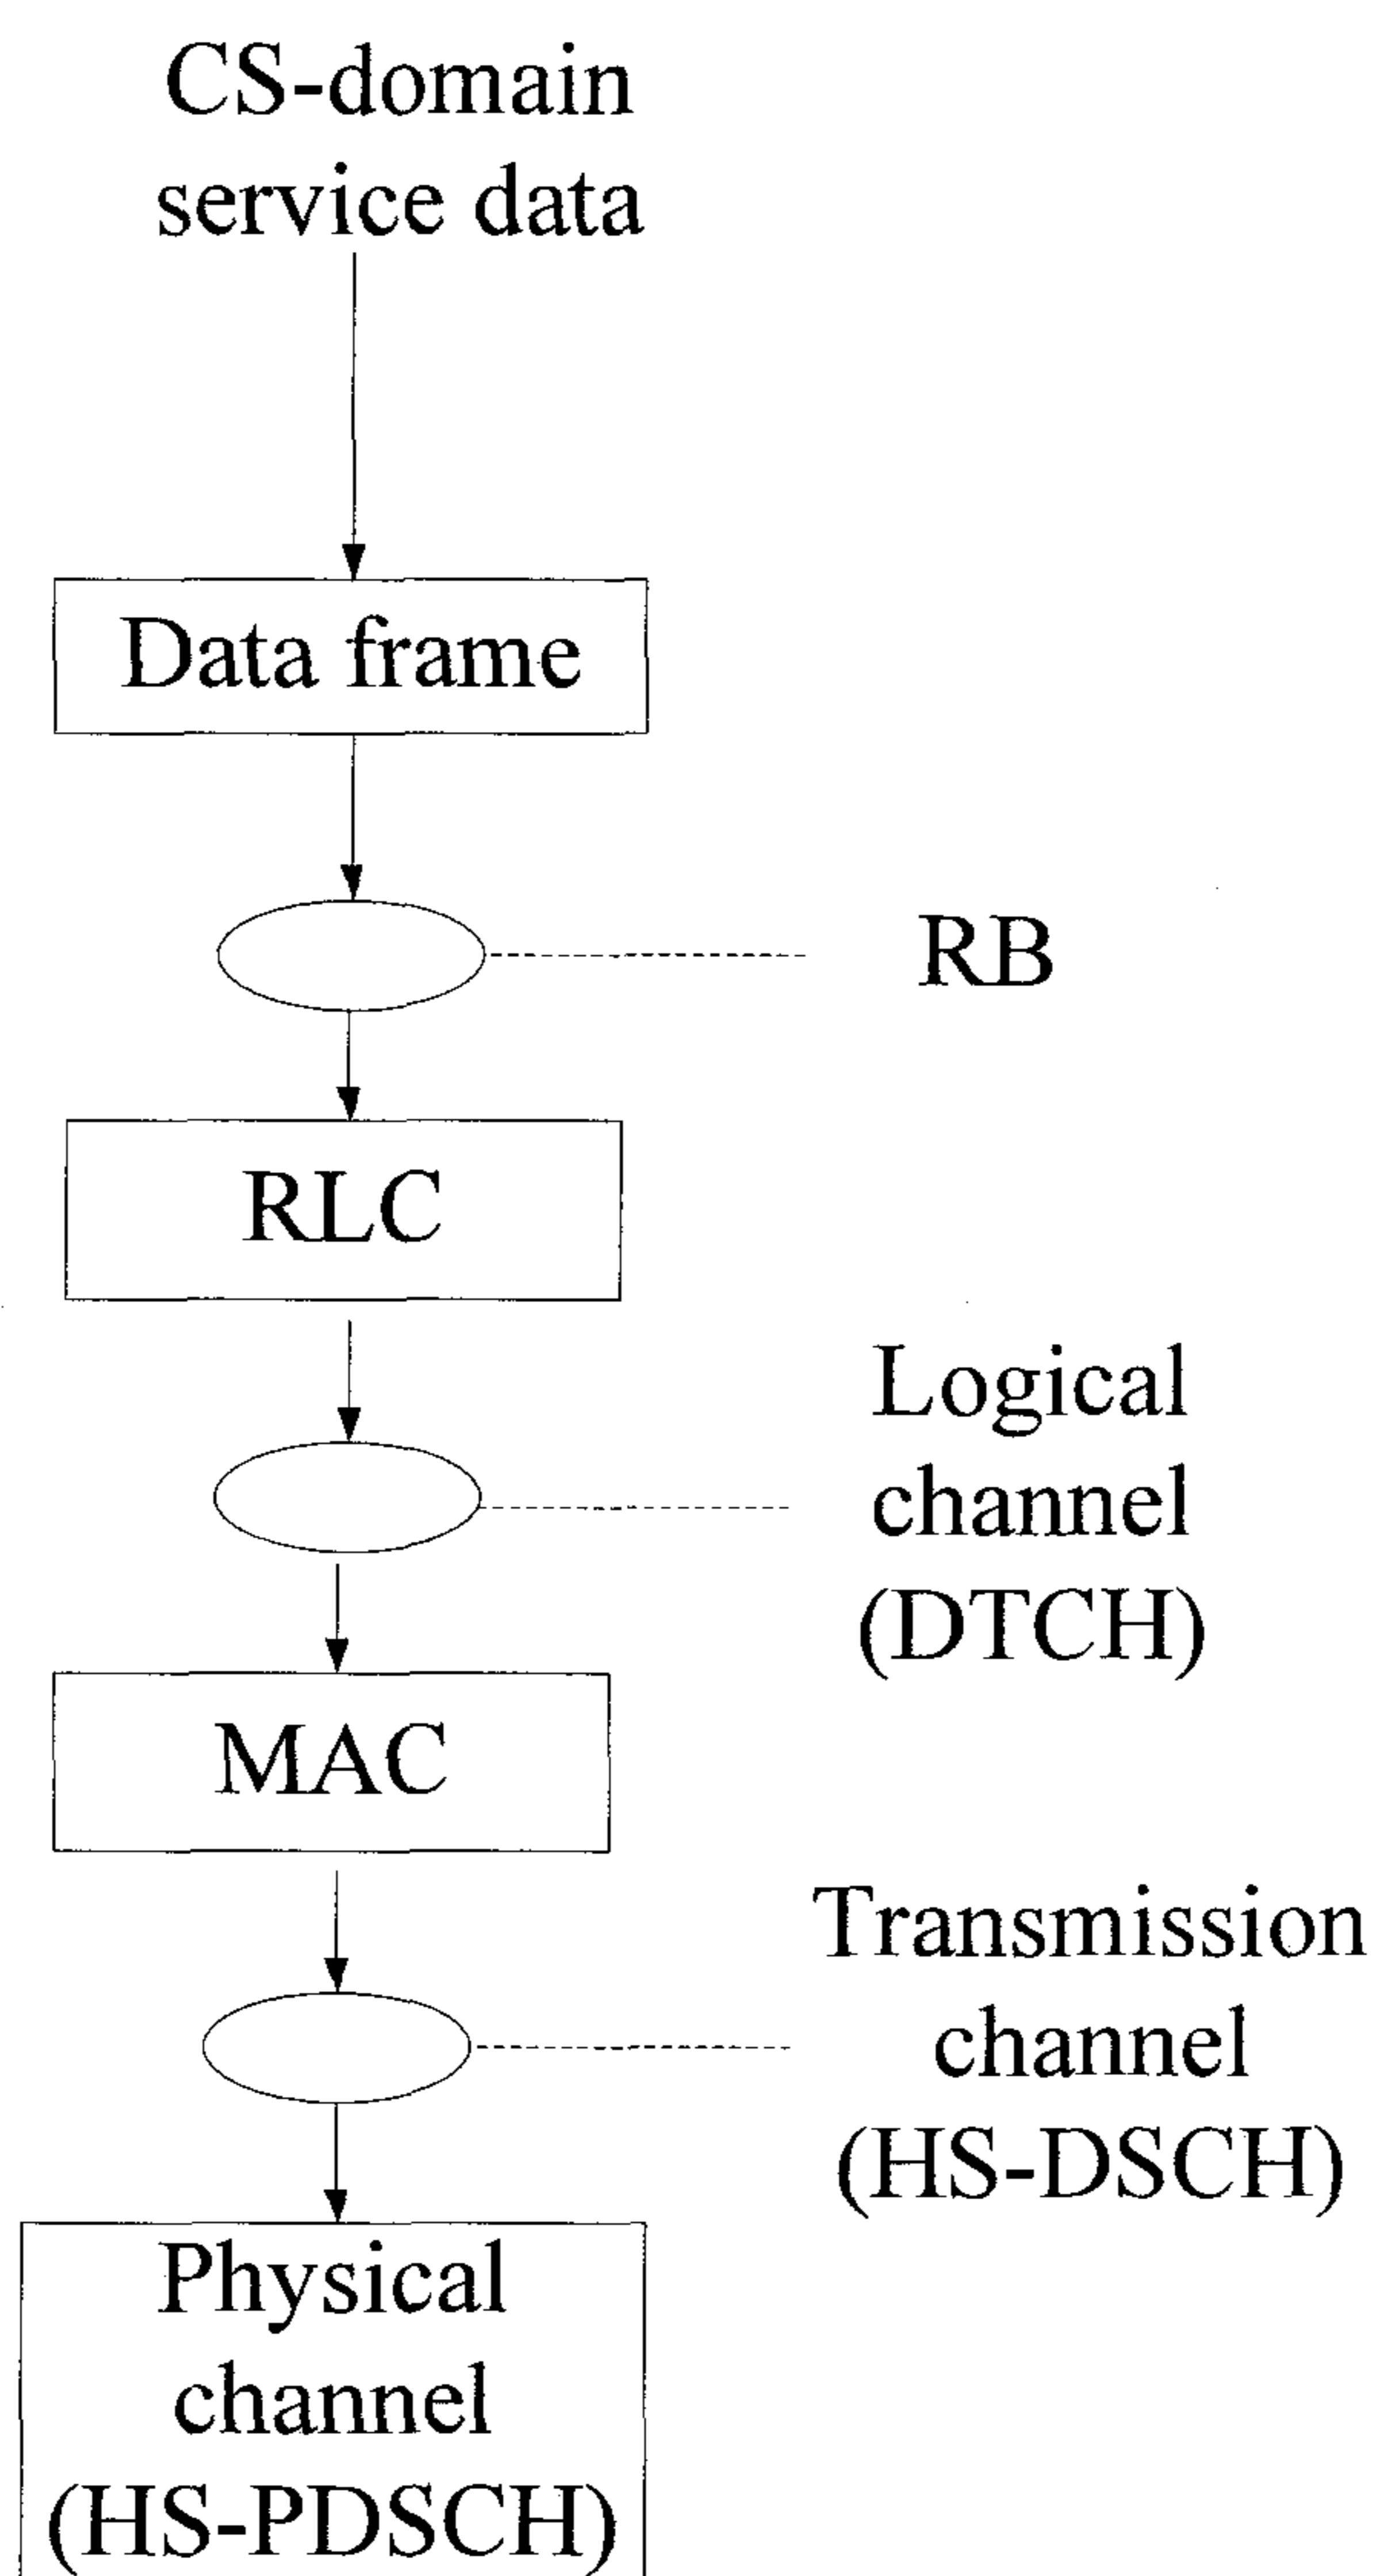 CS-domain
service data
Data frame
RB
RLC
Logical
channel
(DTCH)
MAC
Transmission
channel
(HS-DSCH)
Physical
channel
(HS-PDSCH)